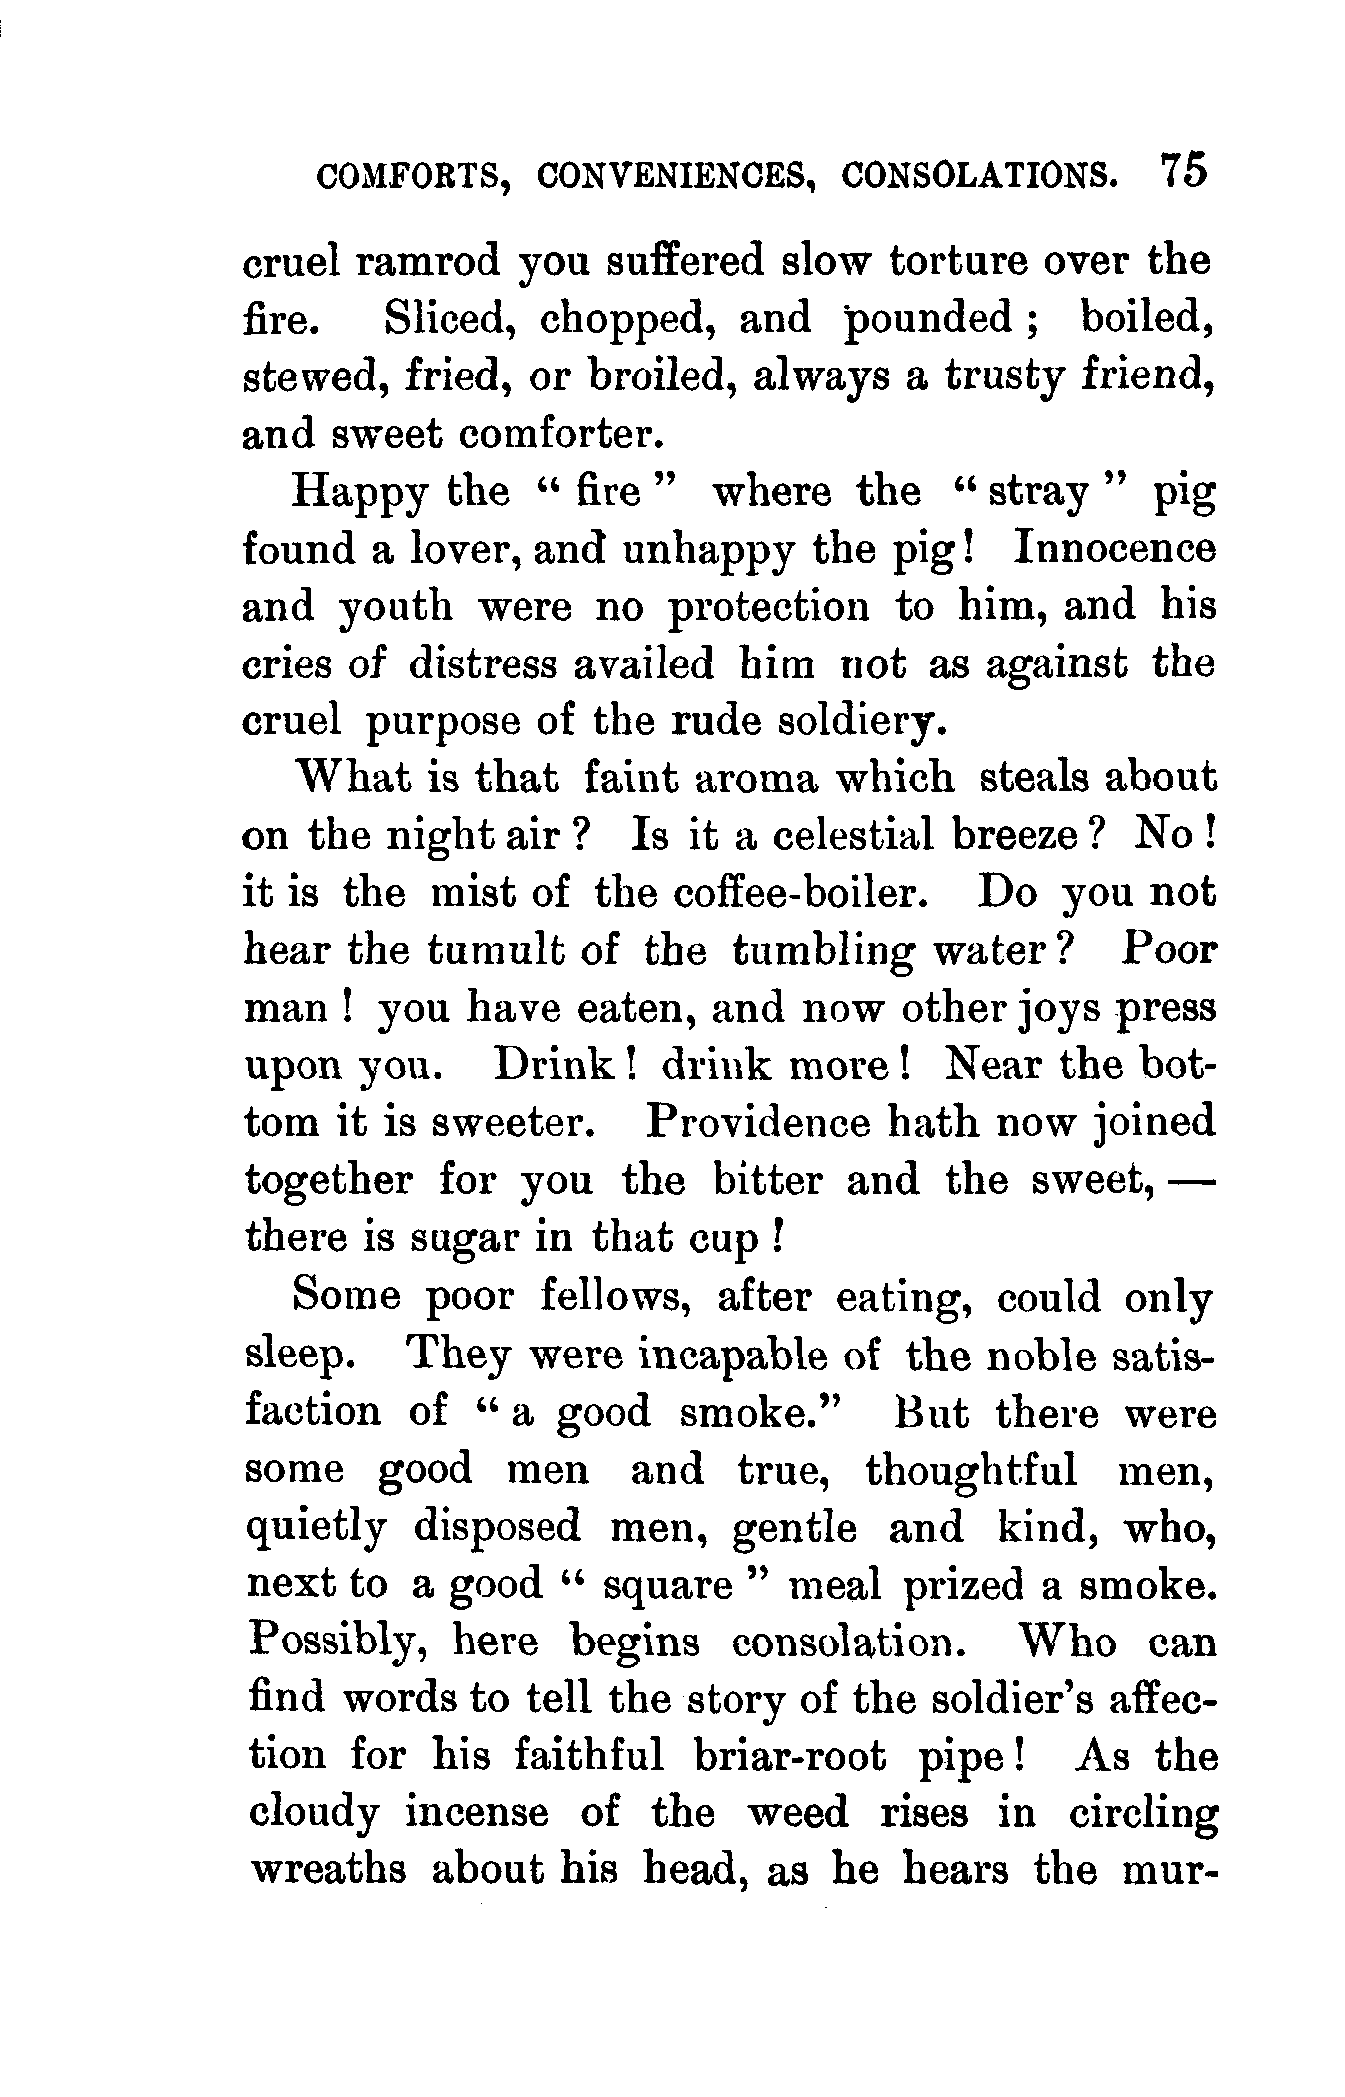 COMFORTS, CONVENIENCES, CONSOLATIONS. 75
cruel ramrod you suffered slow torture over the
fire. Sliced, chopped, and pounded ; boiled,
stewed, fried, or broiled, always a trusty friend,
and sweet comforter.
Happy the “ fire ” where the “ stray ” pig
found a lover, and unhappy the pig! Innocence
and youth were no protection to him, and his
cries of distress availed him not as against the
cruel purpose of the rude soldiery.
What is that faint aroma which steals about
on the night air ? Is it a celestial breeze ? No !
it is the mist of the coffee-boiler. Do you not
hear the tumult of the tumbling water ? Poor
man ! you have eaten, and now other joys press
upon you. Drink ! drink more ! Near the bot-
tom it is sweeter. Providence hath now joined
together for you the bitter and the sweet, —
there is sugar in that cup !
Some poor fellows, after eating, could only
sleep. They were incapable of the noble satis-
faction of “ a good smoke.” But there were
some good men and true, thoughtful men,
quietly disposed men, gentle and kind, who,
next to a good “ square ” meal prized a smoke.
Possibly, here begins consolation. Who can
find words to tell the story of the soldier’s affec-
tion for his faithful briar-root pipe ! As the
cloudy incense of the weed rises in circling
wreaths about his head, as he hears the mur-